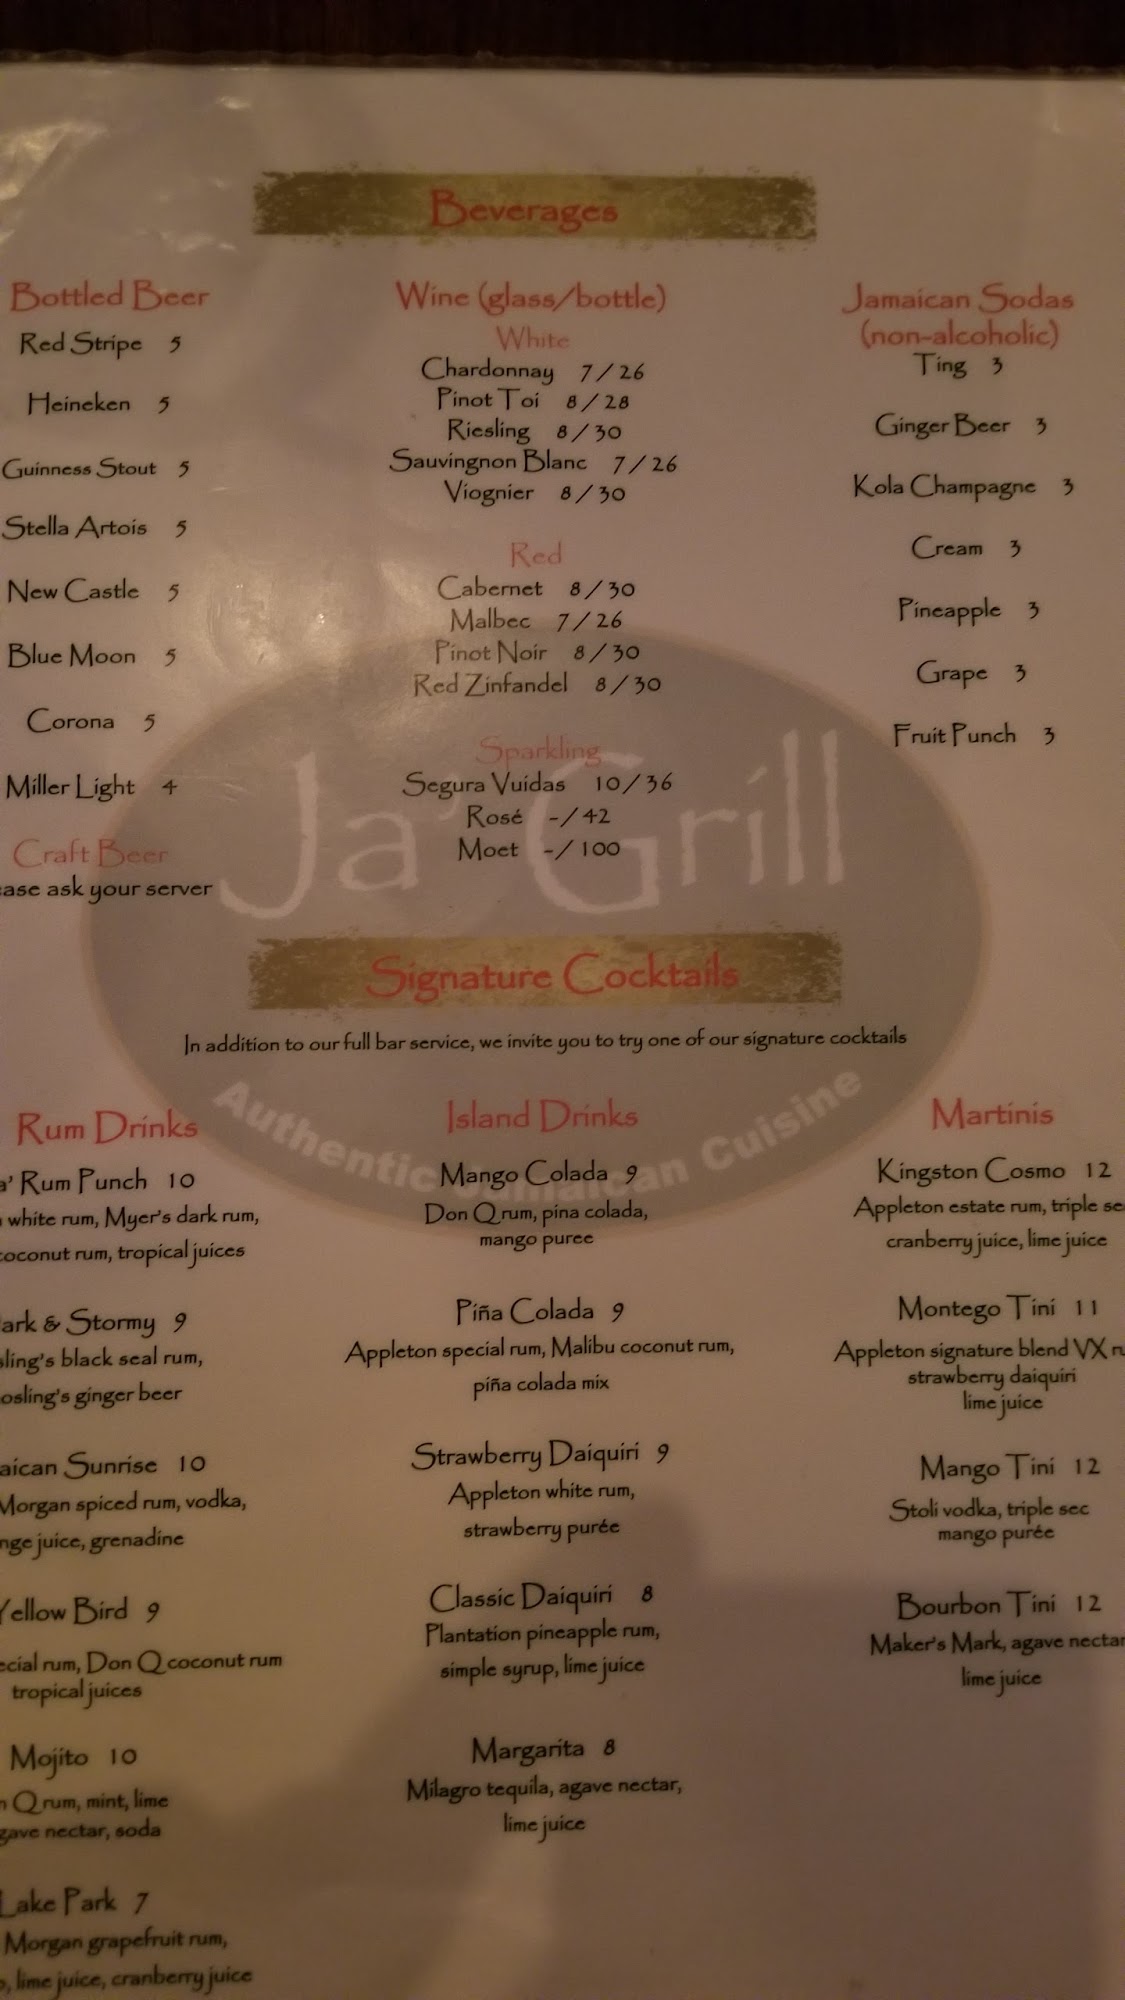 Beverages
Bottled Beer
Red Stripe 5
Heineken 5
Guinness Stout 5
Stella Artois 5
New Castle 5
Blue Moon 5
Corona 5
Miller Light 4
Craft Beer
ask your server
Wine (glass/bottle)
White
Chardonnay 7/26
Pinot Toi 8/28
Riesling 8/30
Sauvingnon Blanc 7/26
Viognier 8/30
Red
Cabernet 8/30
Malbec 7/26
Pinot Noir 8/30
Red Zinfandel 8/30
Sparkling
Segura Vuidas 10/36
Rosé -/42
Moet -/100
Jamaican Sodas
(non-alcoholic)
Ting 3
Ginger Beer 3
Kola Champagne 3
Cream 3
Pineapple 3
Grape 3
Fruit Punch 3
Ja' Grill
Authentic Jamaican Cuisine
Signature Cocktails
In addition to our full bar service, we invite you to try one of our signature cocktails
Rum Drinks
Rum Punch 10
white rum, Myer's dark rum,
coconut rum, tropical juices
& Stormy 9
black seal rum,
ginger beer
Sunrise 10
Morgan spiced rum, vodka,
juice, grenadine
Yellow Bird 9
rum, Don Q coconut rum
tropical juices
Mojito 10
Q rum, mint, lime
nectar, soda
Lake Park 7
Morgan grapefruit rum,
lime juice, cranberry juice
Island Drinks
Mango Colada 9
Don Q rum, pina colada,
mango puree
Piña Colada 9
Appleton special rum, Malibu coconut rum,
piña colada mix
Strawberry Daiquiri 9
Appleton white rum,
strawberry purée
Classic Daiquiri 8
Plantation pineapple rum,
simple syrup, lime juice
Margarita 8
Milagro tequila, agave nectar,
lime juice
Martinis
Kingston Cosmo 12
Appleton estate rum, triple
cranberry juice, lime juice
Montego Tini 11
Appleton signature blend VX
strawberry daiquiri
lime juice
Mango Tini 12
Stoli vodka, triple sec
mango purée
Bourbon Tini 12
Maker's Mark, agave nectar
lime juice